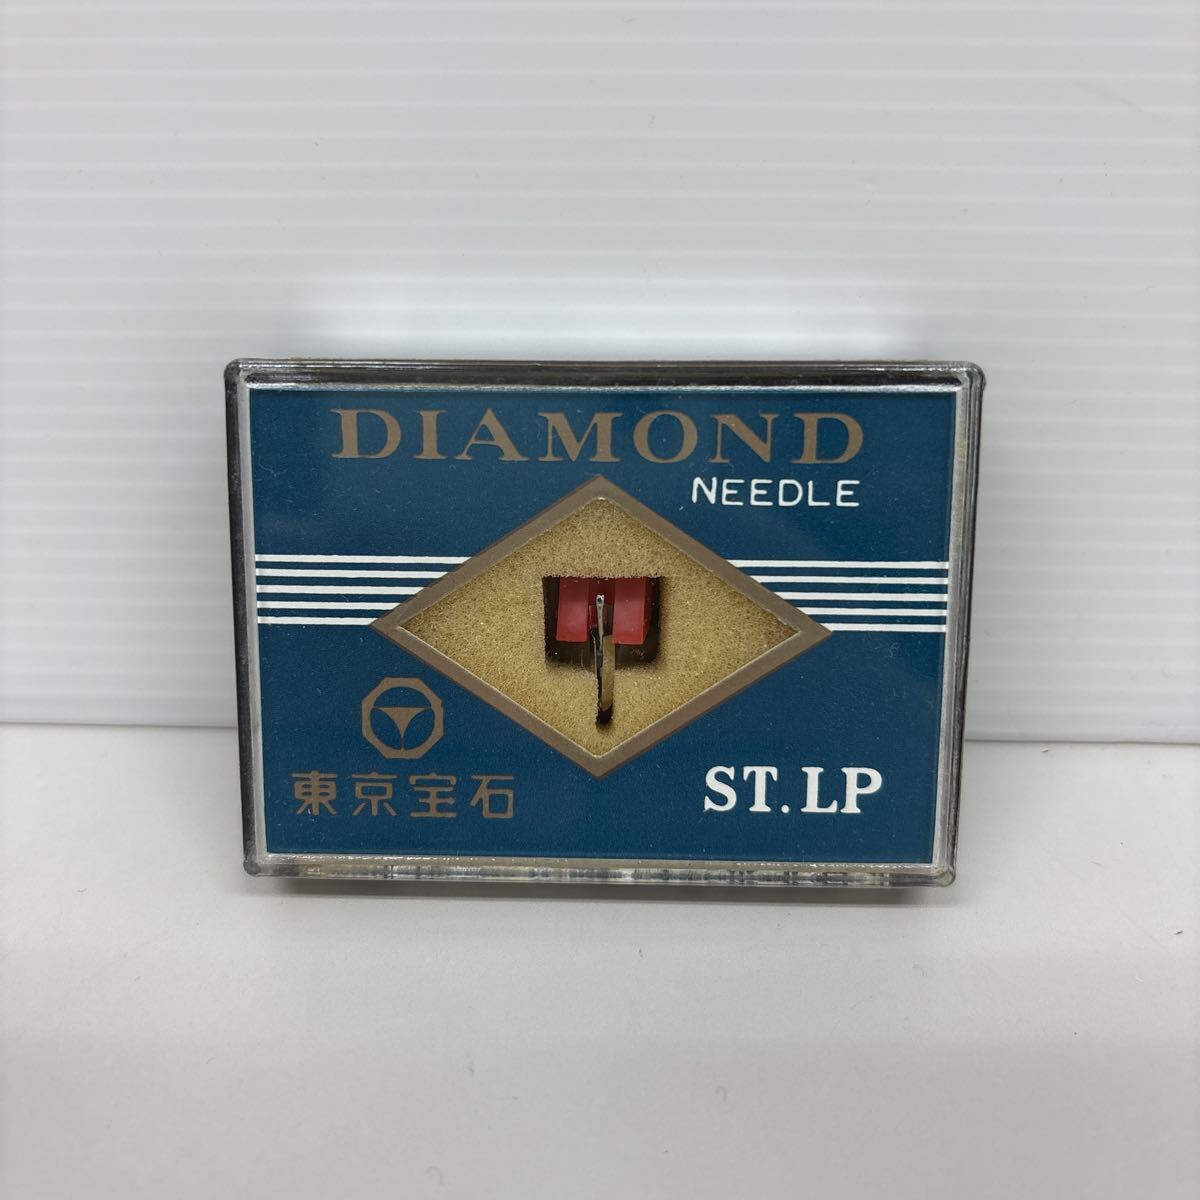 DIAMOND
NEEDLE
東京宝石
ST. LP